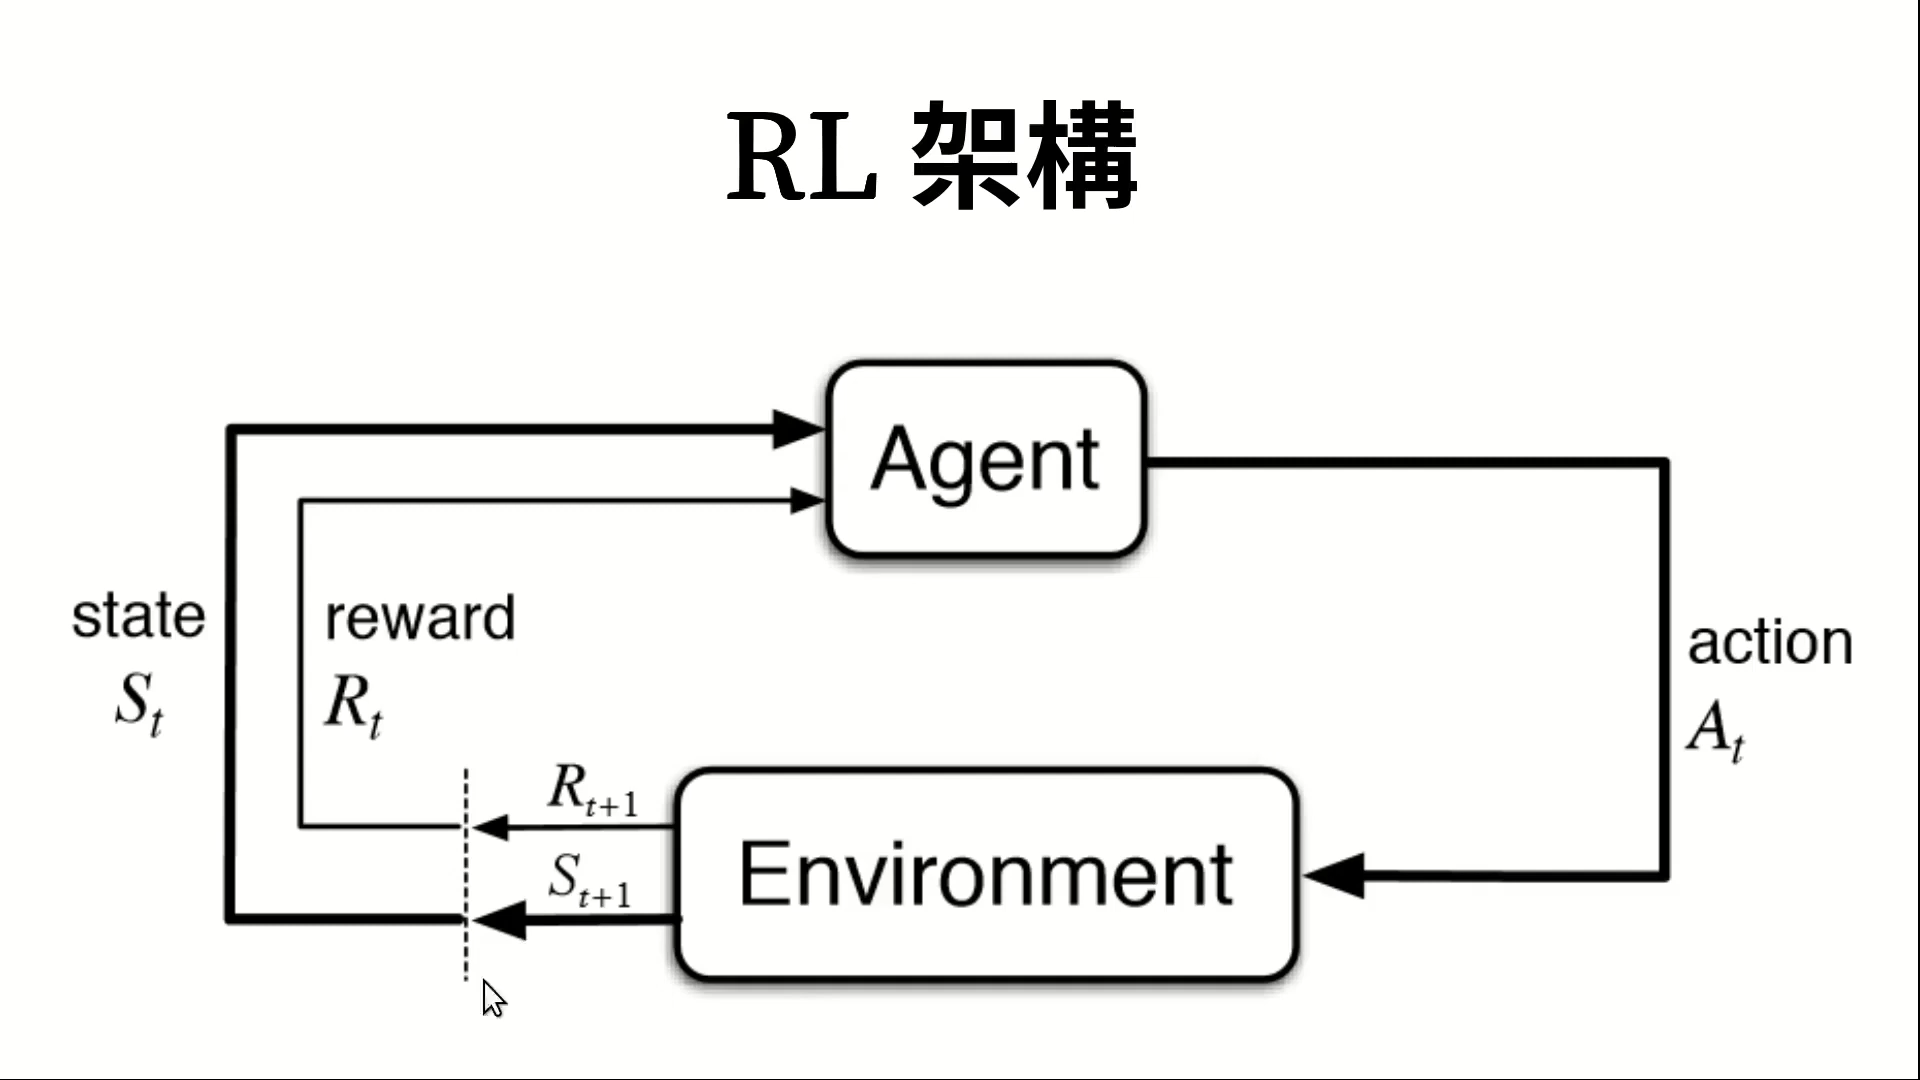 RL 架構
Agent
state
S_t
reward
R_t
action
A_t
R_{t+1}
S_{t+1}
Environment